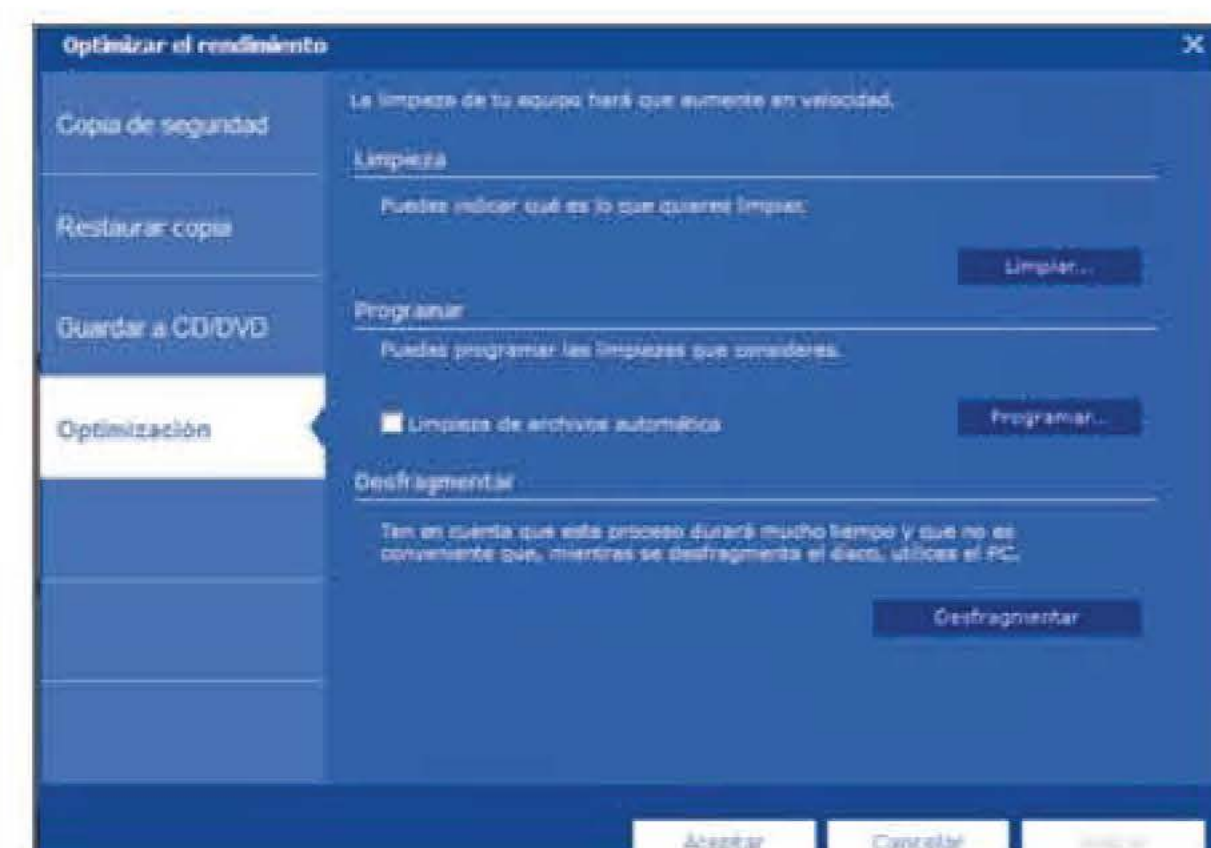 Optimizar el rendimiento
Copia de seguridad
Restaurar copia
Guardar a CD/DVD
Optimización
La limpieza de tu equipo hará que aumente en velocidad.
Limpieza
Puedes indicar qué es lo que quieres limpiar.
Limpiar...
Programar
Puedes programar las limpiezas que consideres.
Limpieza de archivos automática
Programar...
Desfragmentar
Ten en cuenta que este proceso durará mucho tiempo y que no es
conveniente que, mientras se desfragmenta el disco, utilices el PC.
Desfragmentar
Aceptar
Cancelar